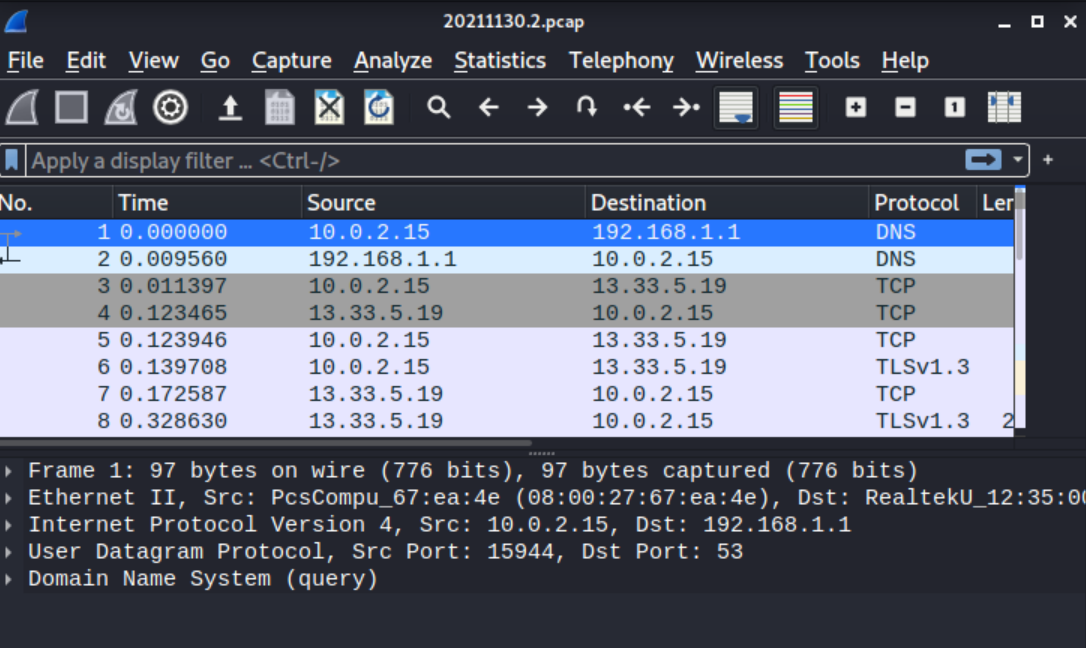 20211130.2.pcap
File Edit View Go Capture Analyze Statistics Telephony Wireless Tools Help
Apply a display filter ... <Ctrl-/>
No. Time Source Destination Protocol Ler
1 0.000000 10.0.2.15 192.168.1.1 DNS
2 0.009560 192.168.1.1 10.0.2.15 DNS
3 0.011397 10.0.2.15 13.33.5.19 TCP
4 0.123465 13.33.5.19 10.0.2.15 TCP
5 0.123946 10.0.2.15 13.33.5.19 TCP
6 0.139708 10.0.2.15 13.33.5.19 TLSv1.3
7 0.172587 13.33.5.19 10.0.2.15 TCP
8 0.328630 13.33.5.19 10.0.2.15 TLSv1.3 2
Frame 1: 97 bytes on wire (776 bits), 97 bytes captured (776 bits)
Ethernet II, Src: PcsCompu_67:ea:4e (08:00:27:67:ea:4e), Dst: RealtekU_12:35:00
Internet Protocol Version 4, Src: 10.0.2.15, Dst: 192.168.1.1
User Datagram Protocol, Src Port: 15944, Dst Port: 53
Domain Name System (query)